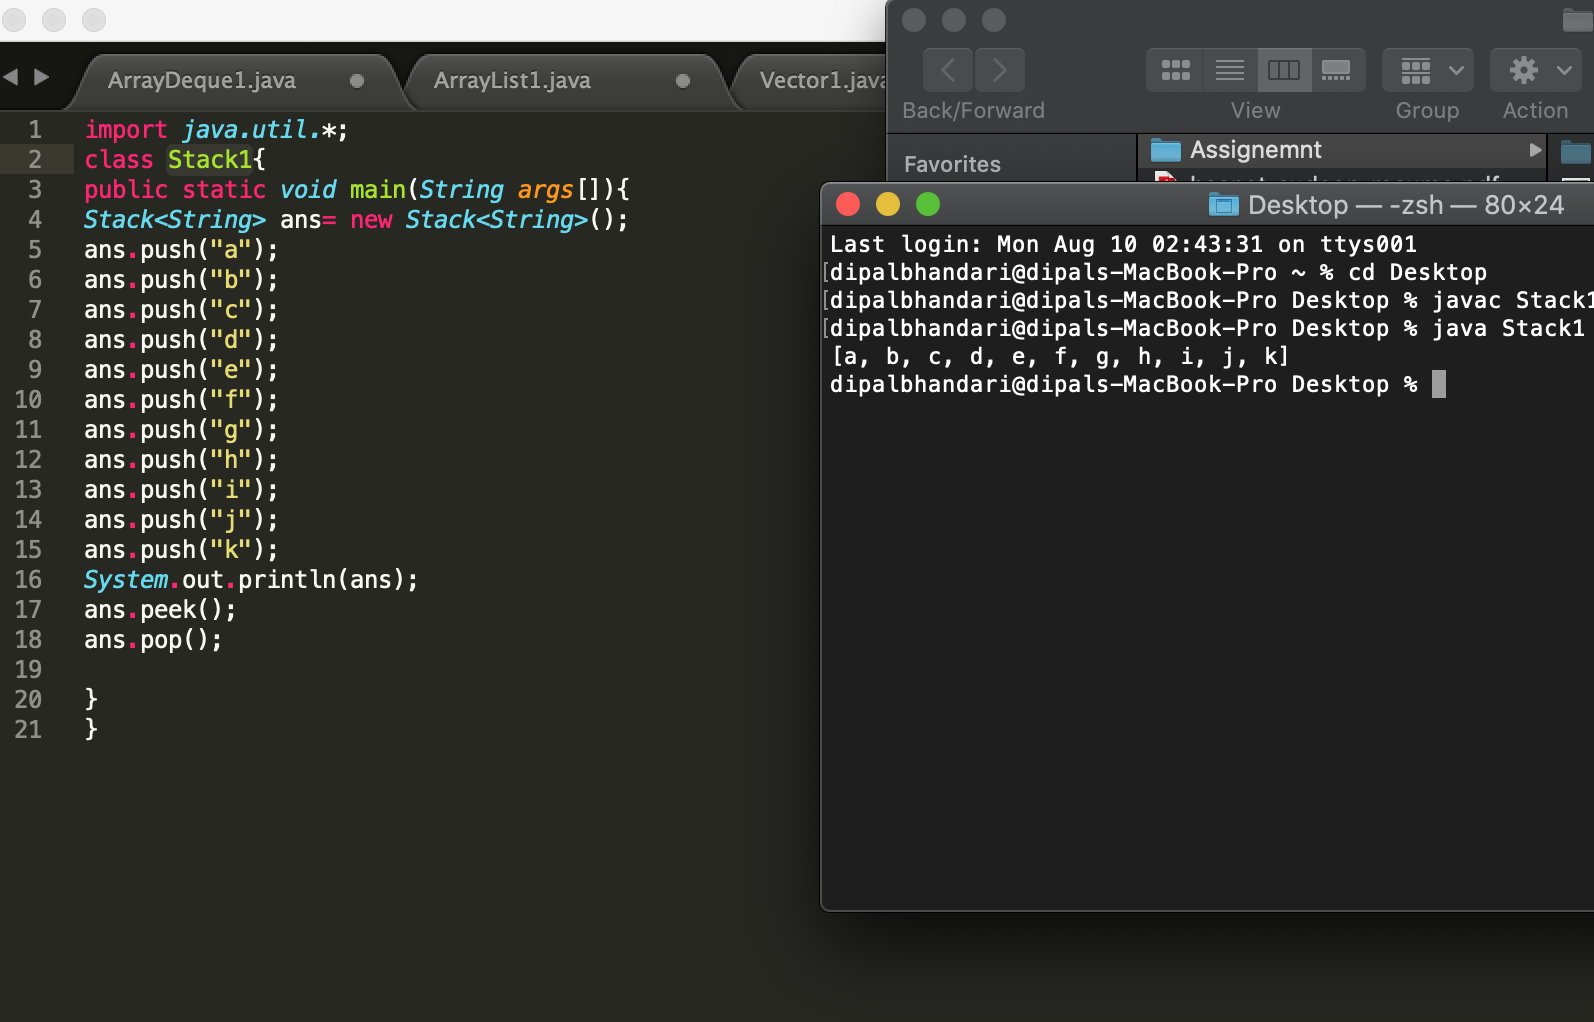 ArrayDeque1.java
ArrayList1.java
Vector1.java
1 import java.util.*;
2 class Stack1{
3 public static void main(String args[]){
4 Stack<String> ans= new Stack<String>();
5 ans.push("a");
6 ans.push("b");
7 ans.push("c");
8 ans.push("d");
9 ans.push("e");
10 ans.push("f");
11 ans.push("g");
12 ans.push("h");
13 ans.push("i");
14 ans.push("j");
15 ans.push("k");
16 System.out.println(ans);
17 ans.peek();
18 ans.pop();
19
20 }
21 }
Back/Forward
View
Group
Action
Favorites
Assignemnt
Desktop — -zsh — 80×24
Last login: Mon Aug 10 02:43:31 on ttys001
[dipalbhandari@dipals-MacBook-Pro ~ % cd Desktop
[dipalbhandari@dipals-MacBook-Pro Desktop % javac Stack1
[dipalbhandari@dipals-MacBook-Pro Desktop % java Stack1
[a, b, c, d, e, f, g, h, i, j, k]
dipalbhandari@dipals-MacBook-Pro Desktop %